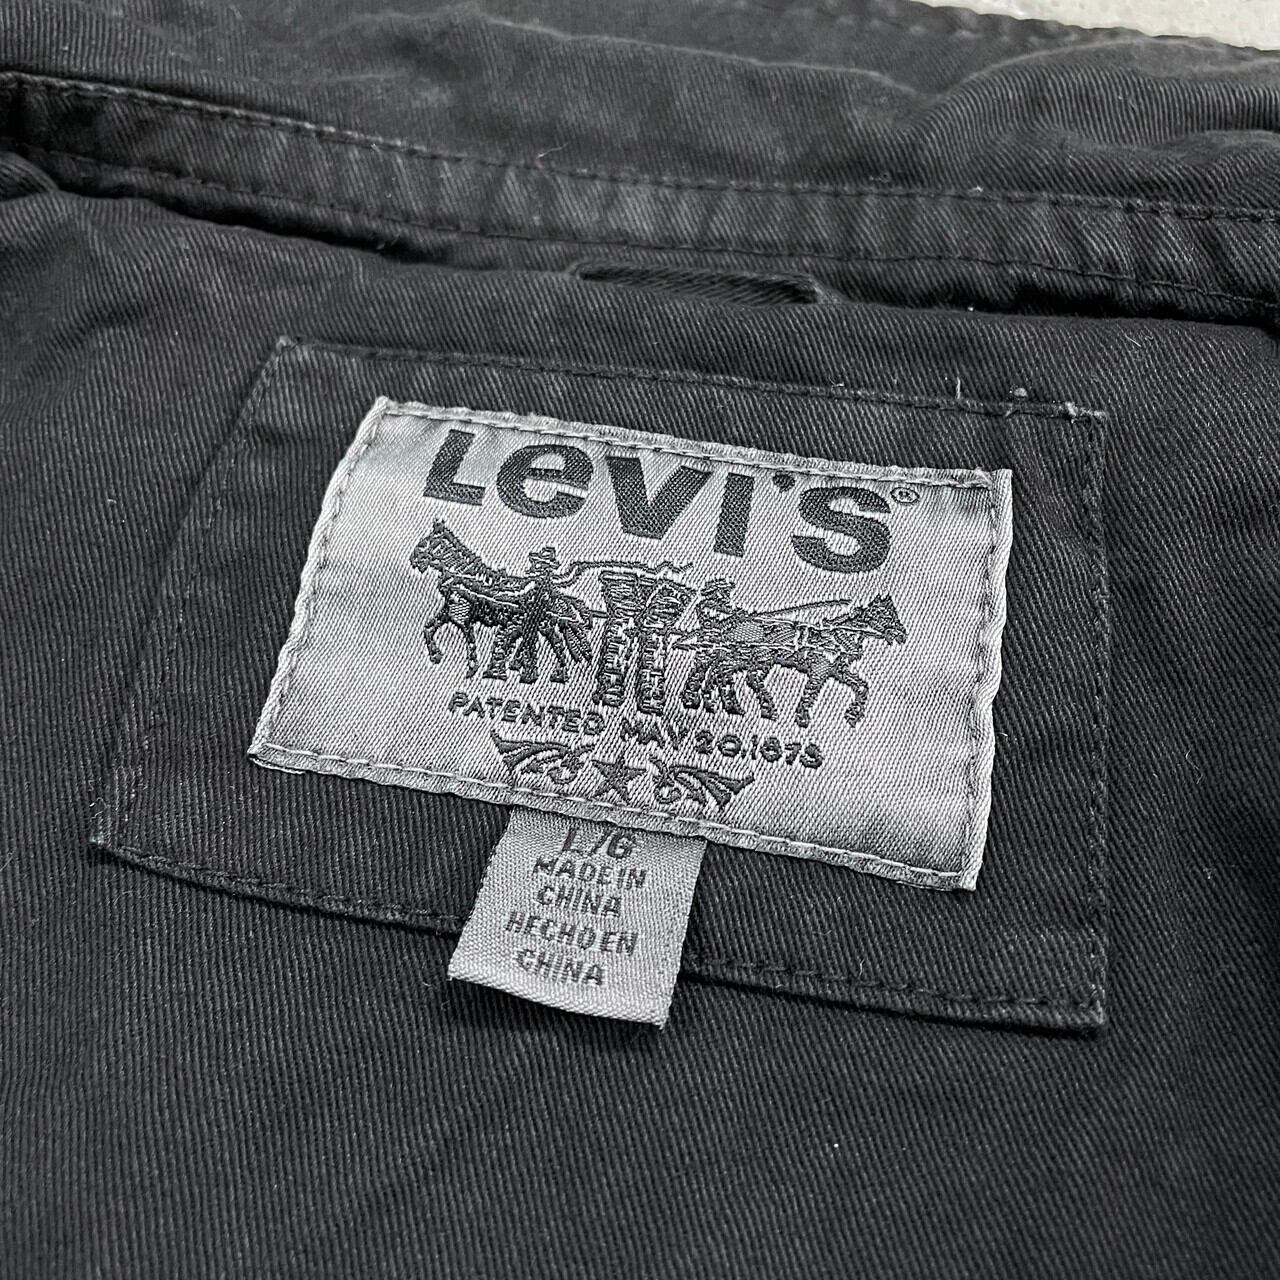 Levi's®
PATENTED MAY 20,1873
L/G
MADE IN
CHINA
HECHO EN
CHINA